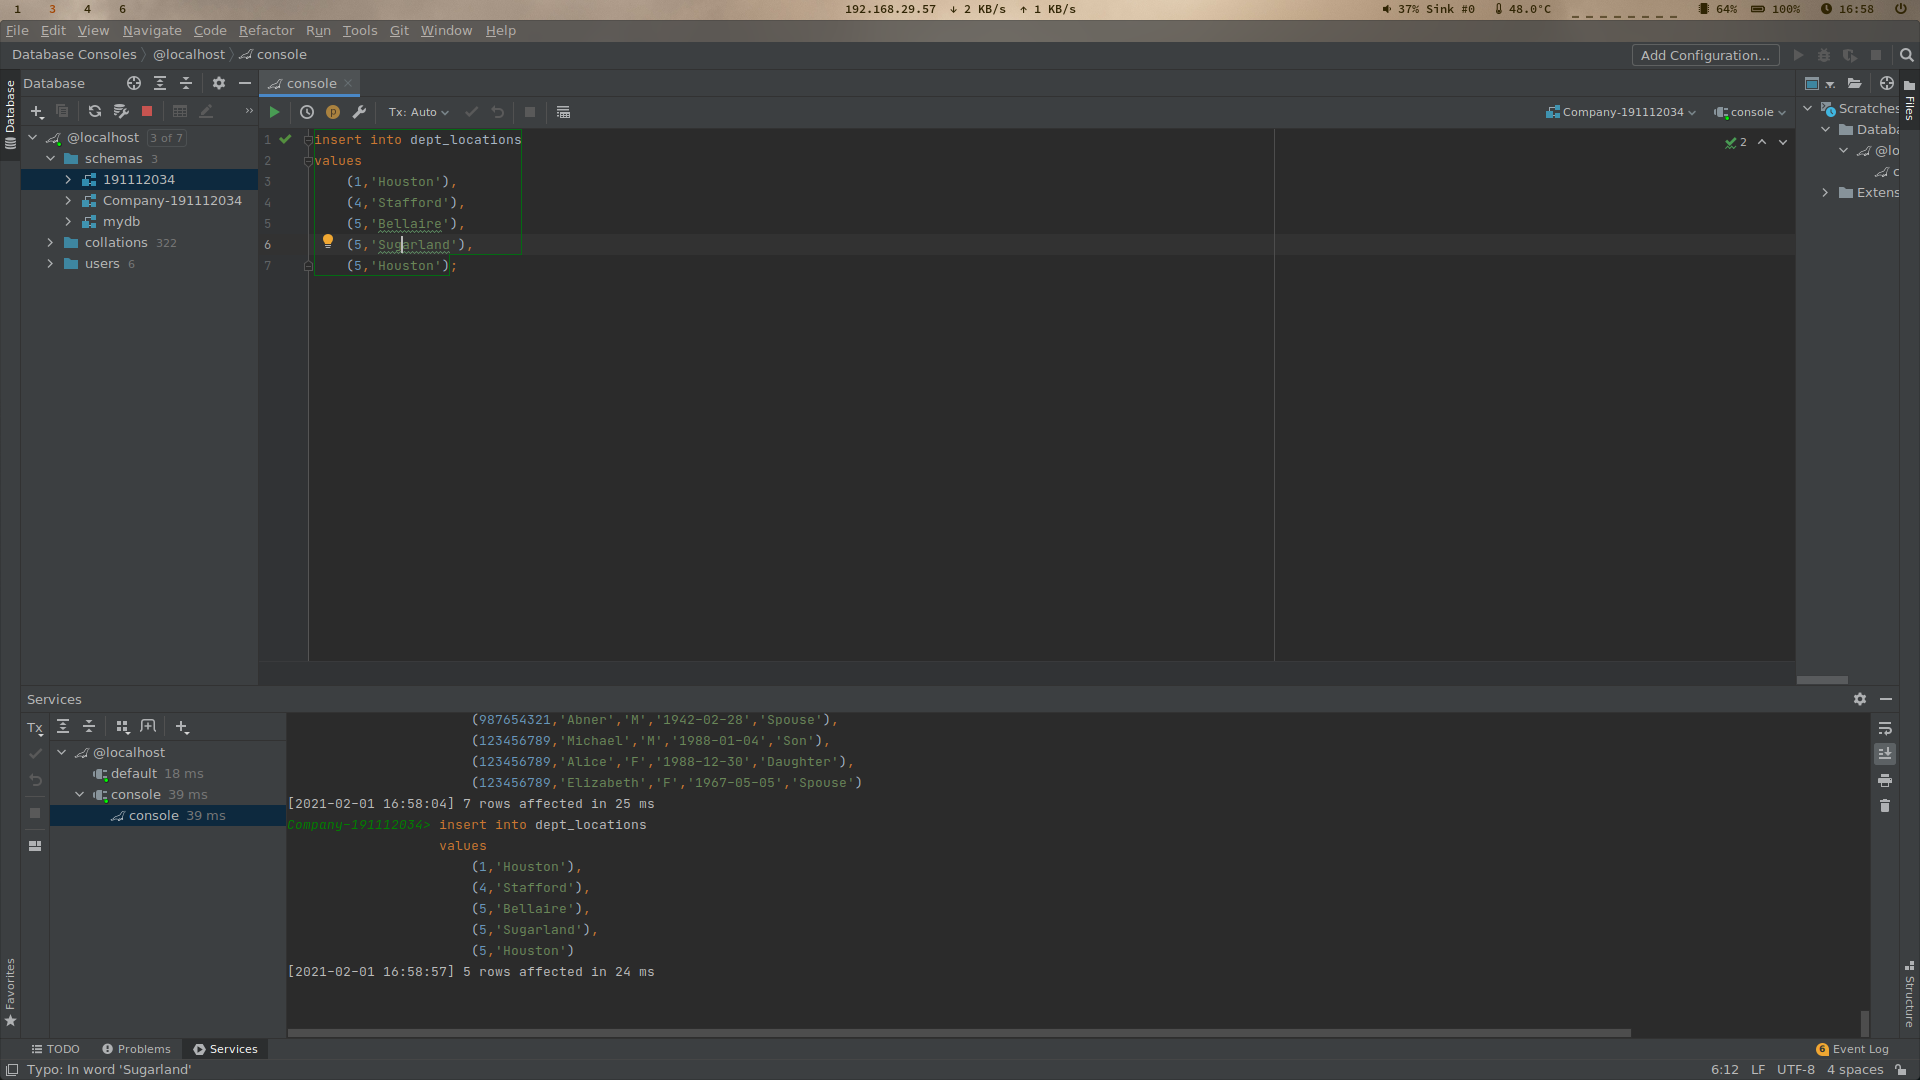 1 3 4 6 192.168.29.57 ↓ 2 KB/s ↑ 1 KB/s 37% Sink #0 48.0°C 64% 100% 16:58
File Edit View Navigate Code Refactor Run Tools Git Window Help
Database Consoles @localhost console Add Configuration...
Database
console
Tx: Auto
Company-191112034 console
Database
Files
@localhost 3 of 7
schemas 3
191112034
Company-191112034
mydb
collations 322
users 6
1 insert into dept_locations
2 values
3 (1,'Houston'),
4 (4,'Stafford'),
5 (5,'Bellaire'),
6 (5,'Sugarland'),
7 (5,'Houston');
2
Scratches
Databa
@lo
c
Extens
Services
Tx
@localhost
default 18 ms
console 39 ms
console 39 ms
(987654321,'Abner','M','1942-02-28','Spouse'),
(123456789,'Michael','M','1988-01-04','Son'),
(123456789,'Alice','F','1988-12-30','Daughter'),
(123456789,'Elizabeth','F','1967-05-05','Spouse')
[2021-02-01 16:58:04] 7 rows affected in 25 ms
Company-191112034> insert into dept_locations
values
(1,'Houston'),
(4,'Stafford'),
(5,'Bellaire'),
(5,'Sugarland'),
(5,'Houston')
[2021-02-01 16:58:57] 5 rows affected in 24 ms
Favorites
Structure
TODO Problems Services 6 Event Log
Typo: In word 'Sugarland' 6:12 LF UTF-8 4 spaces